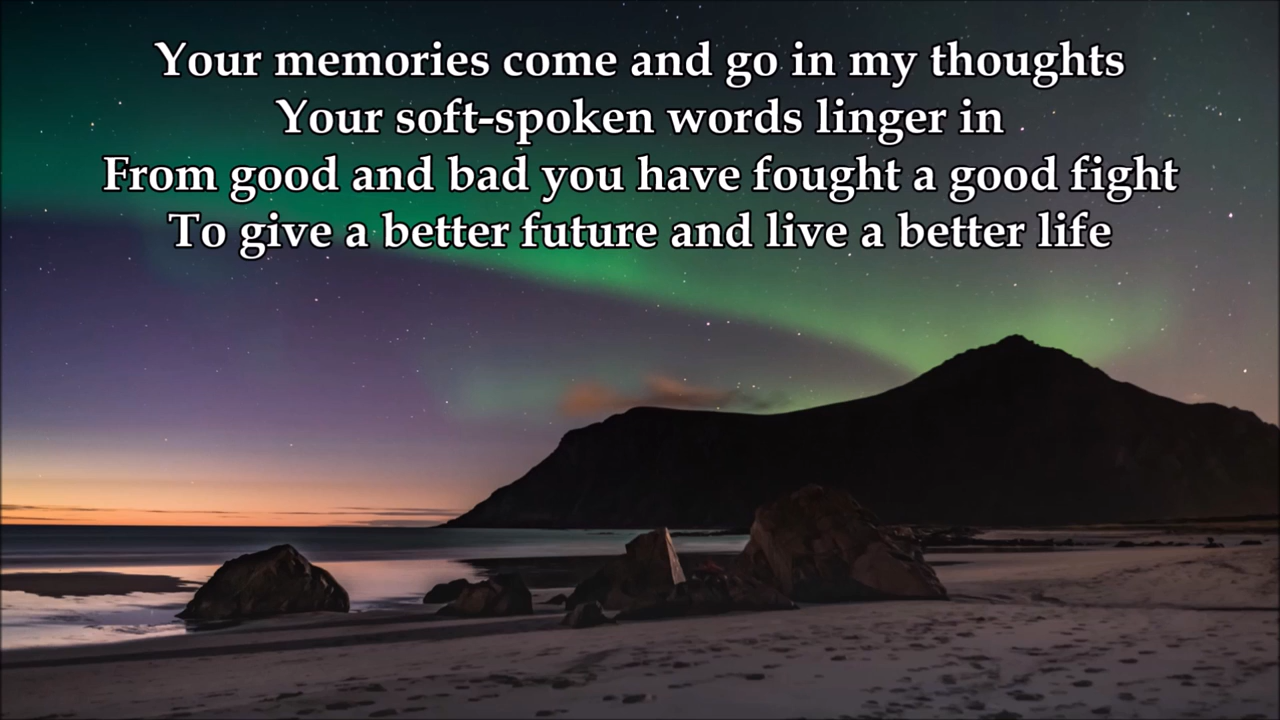 Your memories come and go in my thoughts
Your soft-spoken words linger in
From good and bad you have fought a good fight
To give a better future and live a better life